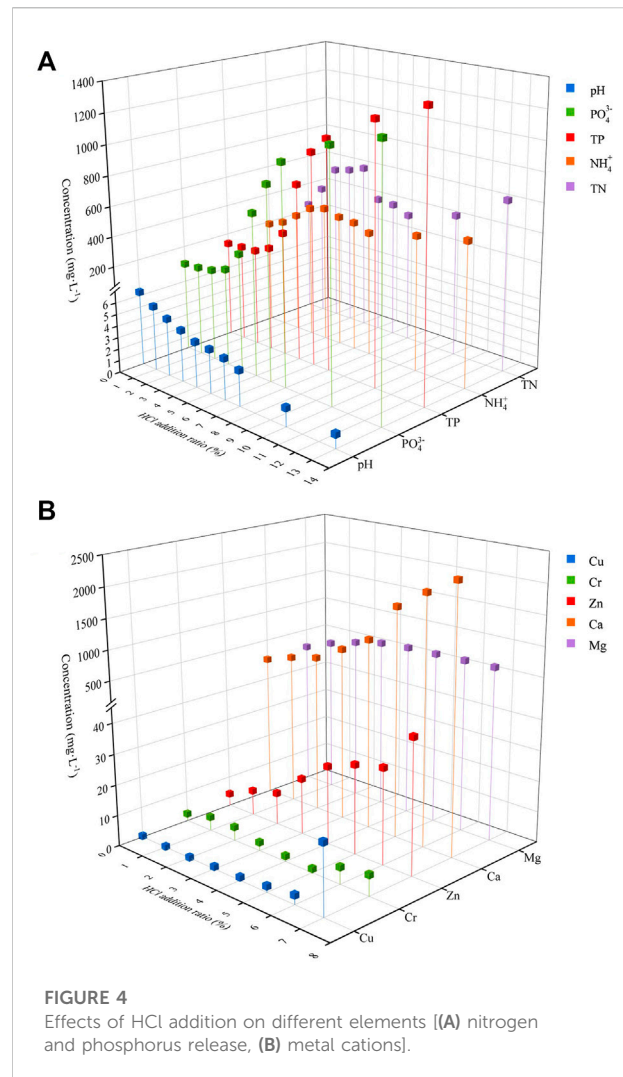 A
1400
1200
1000
800
600
400
200
6
5
4
3
2
1
0
Concentration (mg·L⁻¹)
0
1
2
3
4
5
6
7
8
9
10
11
12
13
14
HCl addition ratio (%)
pH
PO₄³⁻
TP
NH₄⁺
TN
pH
PO₄³⁻
TP
NH₄⁺
TN
B
2500
2000
1500
1000
500
40
30
20
10
0
Concentration (mg·L⁻¹)
0
1
2
3
4
5
6
7
8
HCl addition ratio (%)
Cu
Cr
Zn
Ca
Mg
Cu
Cr
Zn
Ca
Mg
FIGURE 4
Effects of HCl addition on different elements [(A) nitrogen
and phosphorus release, (B) metal cations].